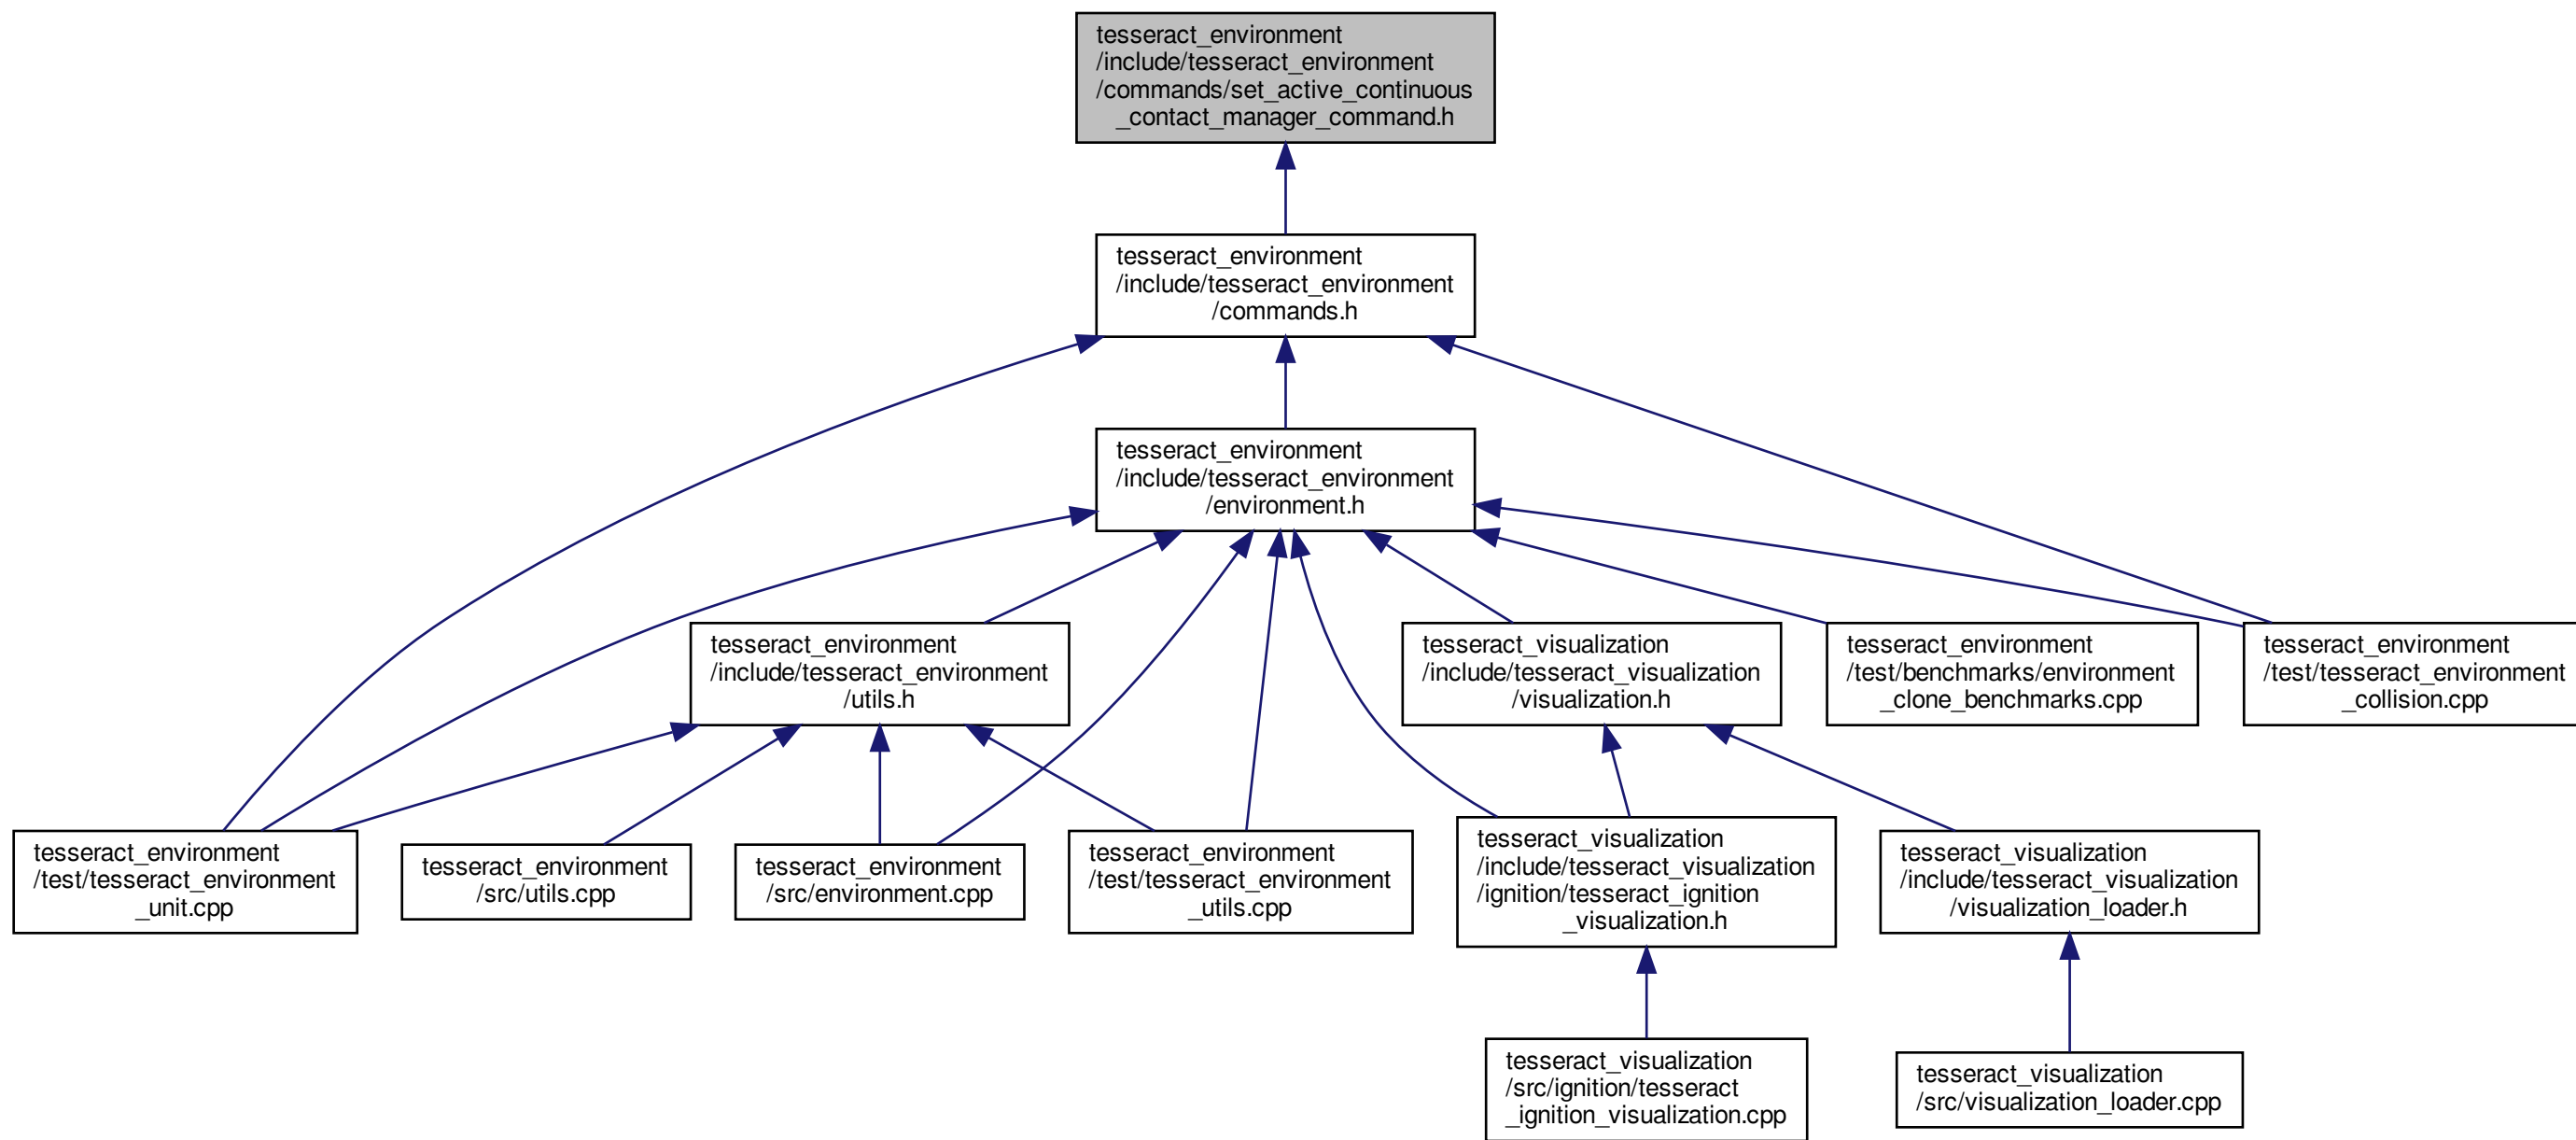 tesseract_environment
/include/tesseract_environment
/commands/set_active_continuous
_contact_manager_command.h
tesseract_environment
/include/tesseract_environment
/commands.h
tesseract_environment
/include/tesseract_environment
/environment.h
tesseract_environment
/include/tesseract_environment
/utils.h
tesseract_visualization
/include/tesseract_visualization
/visualization.h
tesseract_environment
/test/benchmarks/environment
_clone_benchmarks.cpp
tesseract_environment
/test/tesseract_environment
_collision.cpp
tesseract_environment
/test/tesseract_environment
_unit.cpp
tesseract_environment
/src/utils.cpp
tesseract_environment
/src/environment.cpp
tesseract_environment
/test/tesseract_environment
_utils.cpp
tesseract_visualization
/include/tesseract_visualization
/ignition/tesseract_ignition
_visualization.h
tesseract_visualization
/include/tesseract_visualization
/visualization_loader.h
tesseract_visualization
/src/ignition/tesseract
_ignition_visualization.cpp
tesseract_visualization
/src/visualization_loader.cpp